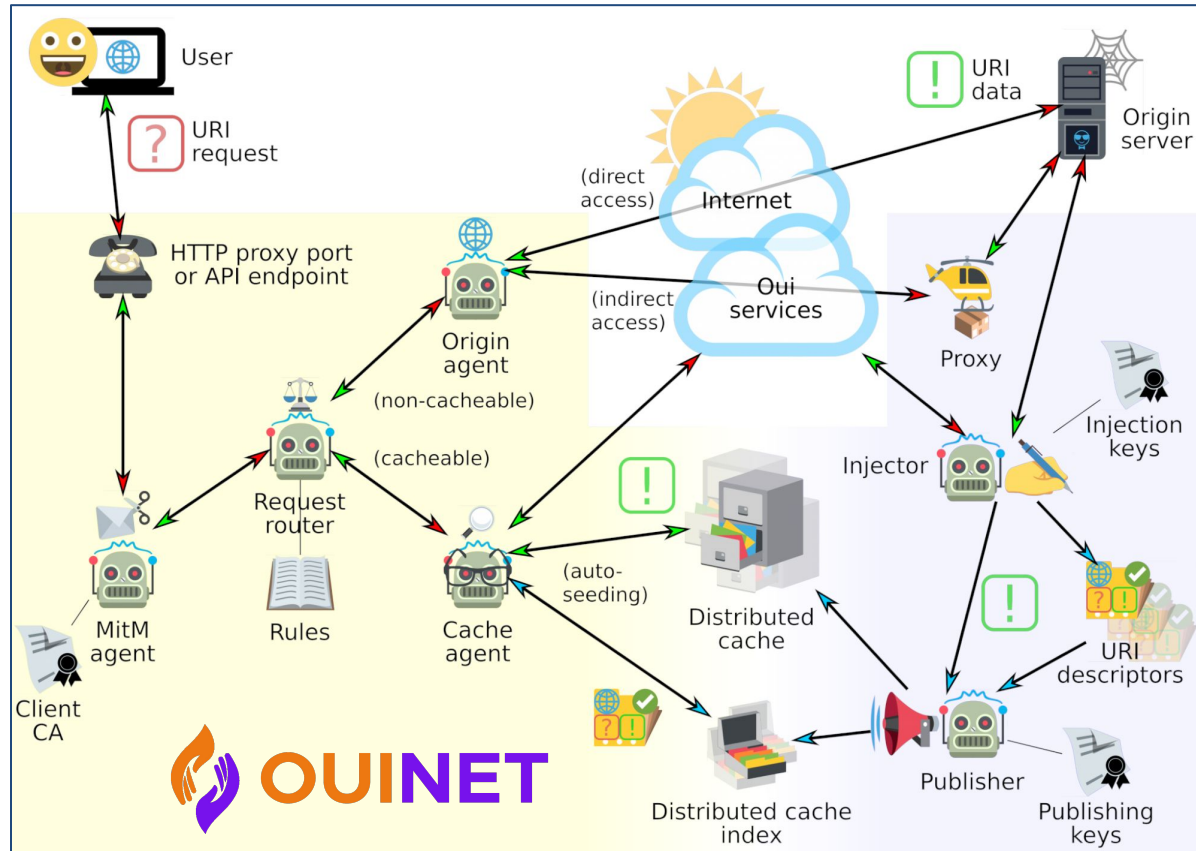 User
?
URI
request
HTTP proxy port
or API endpoint
(direct
access)
Internet
!
URI
data
Origin
server
(indirect
access)
Oui
services
Origin
agent
Proxy
(non-cacheable)
(cacheable)
Request
router
Injection
keys
Injector
!
(auto-
seeding)
MitM
agent
Rules
Cache
agent
Distributed
cache
!
? !
URI
descriptors
Client
CA
? !
Distributed cache
index
Publisher
Publishing
keys
OUINET